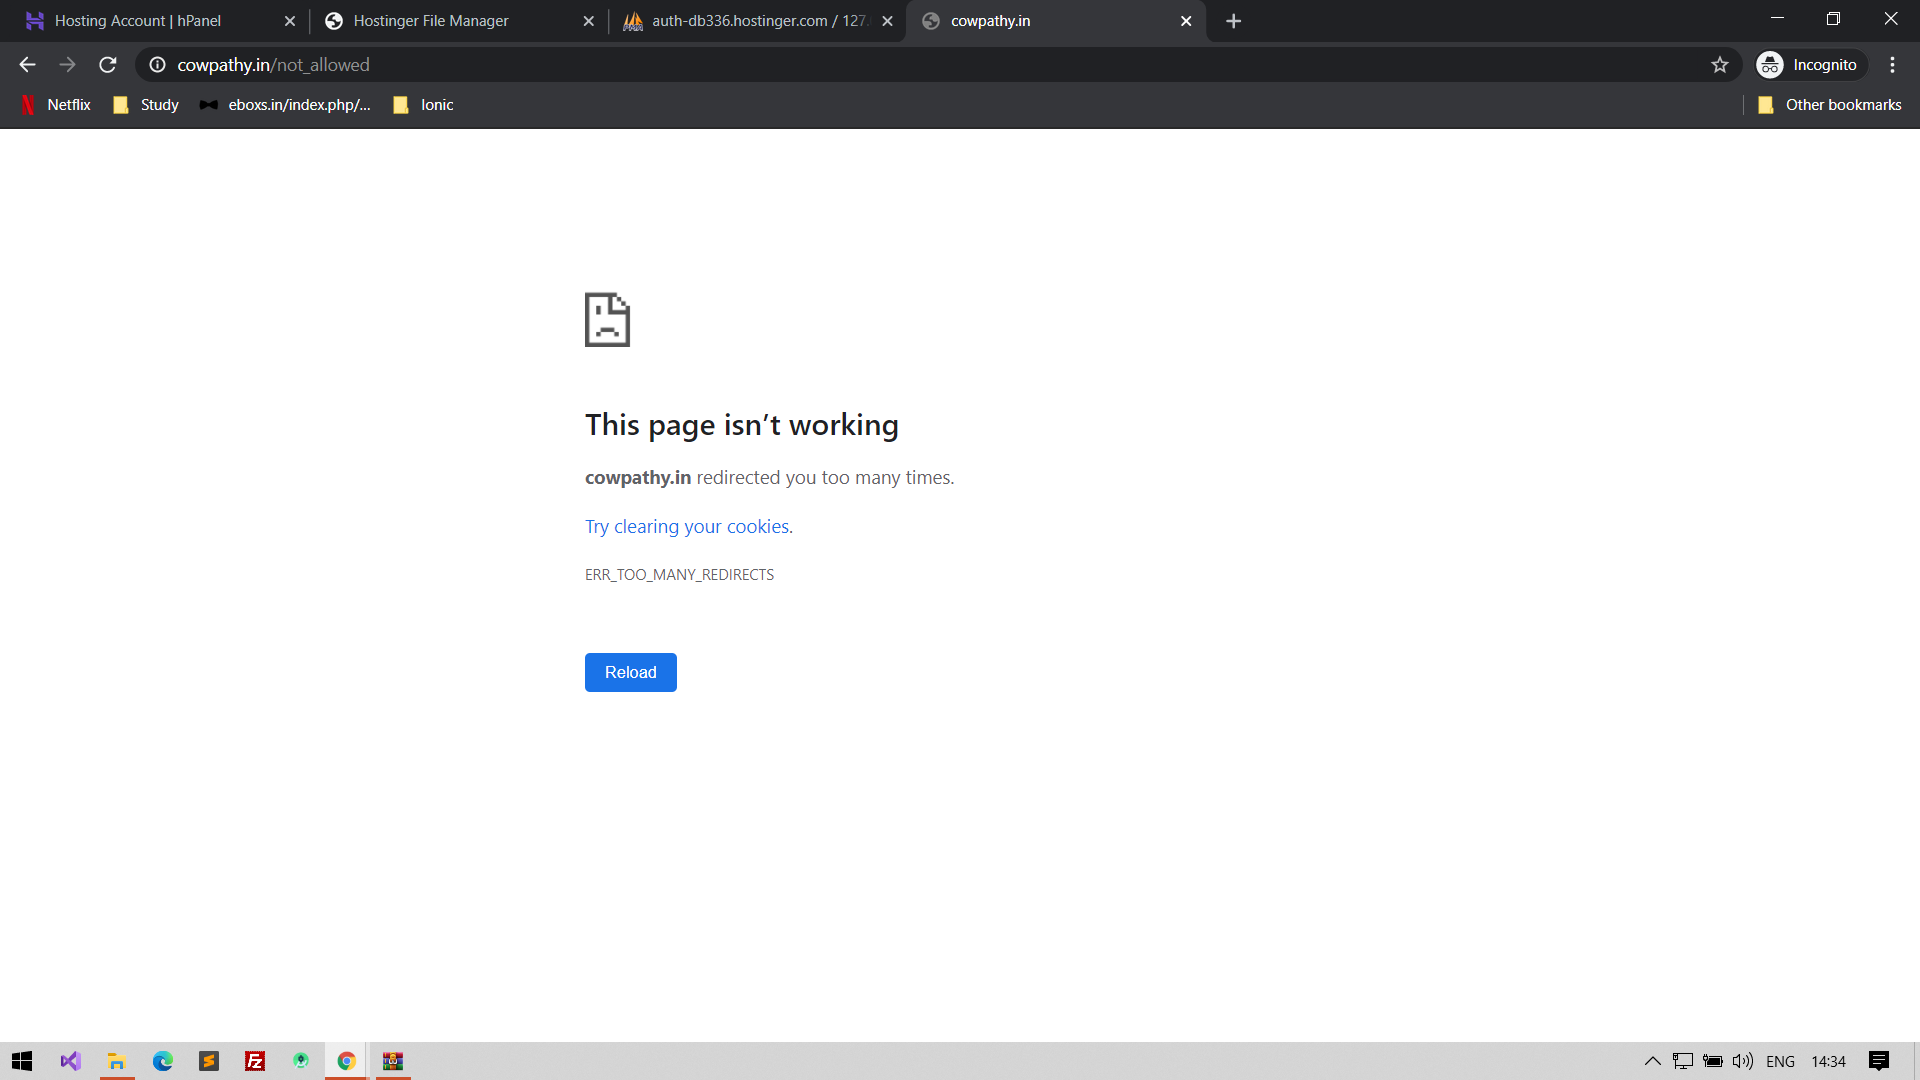 Hosting Account | hPanel
Hostinger File Manager
auth-db336.hostinger.com / 127.
cowpathy.in
cowpathy.in/not_allowed
Incognito
Netflix
Study
eboxs.in/index.php/...
Ionic
Other bookmarks
This page isn’t working
cowpathy.in redirected you too many times.
Try clearing your cookies.
ERR_TOO_MANY_REDIRECTS
Reload
ENG
14:34